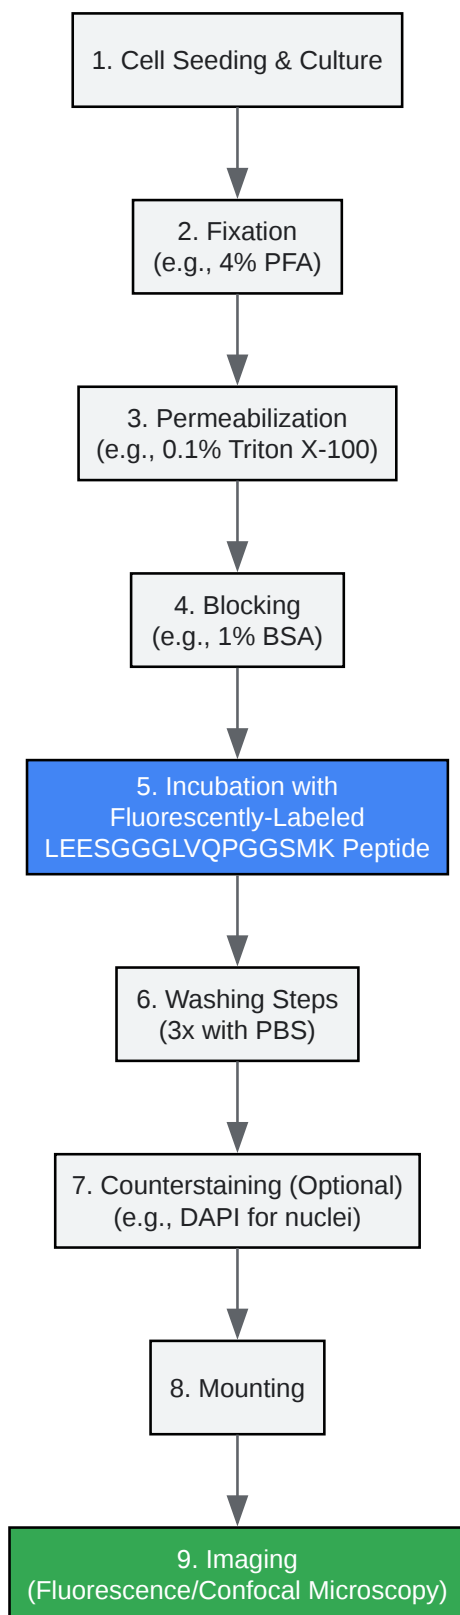 1. Cell Seeding & Culture
2. Fixation
(e.g., 4% PFA)
3. Permeabilization
(e.g., 0.1% Triton X-100)
4. Blocking
(e.g., 1% BSA)
5. Incubation with
Fluorescently-Labeled
LEESGGGLVQPGGSMK Peptide
6. Washing Steps
(3x with PBS)
7. Counterstaining (Optional)
(e.g., DAPI for nuclei)
8. Mounting
9. Imaging
(Fluorescence/Confocal Microscopy)